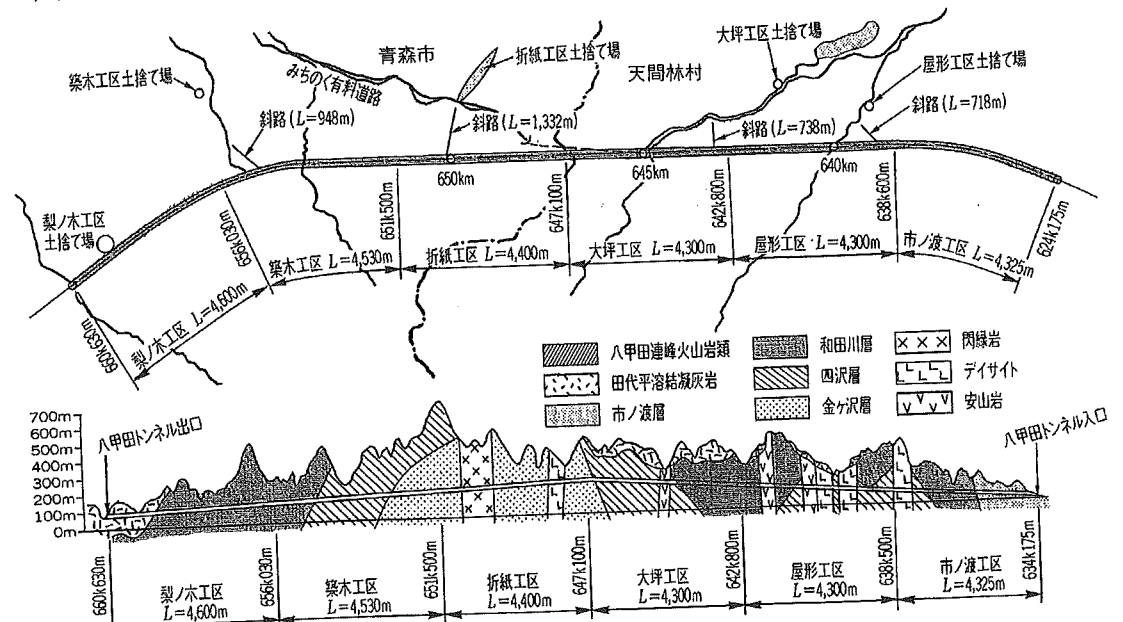 築木工区土捨て場
青森市
みちのく有料道路
折紙工区土捨て場
大坪工区土捨て場
天間林村
屋形工区土捨て場
斜路(L=948m)
斜路(L=1,332m)
斜路(L=738m)
斜路(L=718m)
650km
645km
640km
梨ノ木工区
土捨て場
656k030m
651k500m
647k100m
642k800m
638k600m
624k175m
660k630m
梨ノ木工区 L=4,600m
築木工区 L=4,530m
折紙工区 L=4,400m
大坪工区 L=4,300m
屋形工区・L=4,300m
市ノ渡工区 L=4,325m
八甲田連峰火山岩類
田代平溶結凝灰岩
市ノ渡層
和田川層
四沢層
金ヶ沢層
閃緑岩
デイサイト
安山岩
700m
600m
500m
400m
300m
200m
100m
0m
八甲田トンネル出口
八甲田トンネル入口
660k630m
656k030m
651k500m
647k100m
642k800m
638k500m
634k175m
梨ノ木工区
L=4,600m
築木工区
L=4,530m
折紙工区
L=4,400m
大坪工区
L=4,300m
屋形工区
L=4,300m
市ノ渡工区
L=4,325m